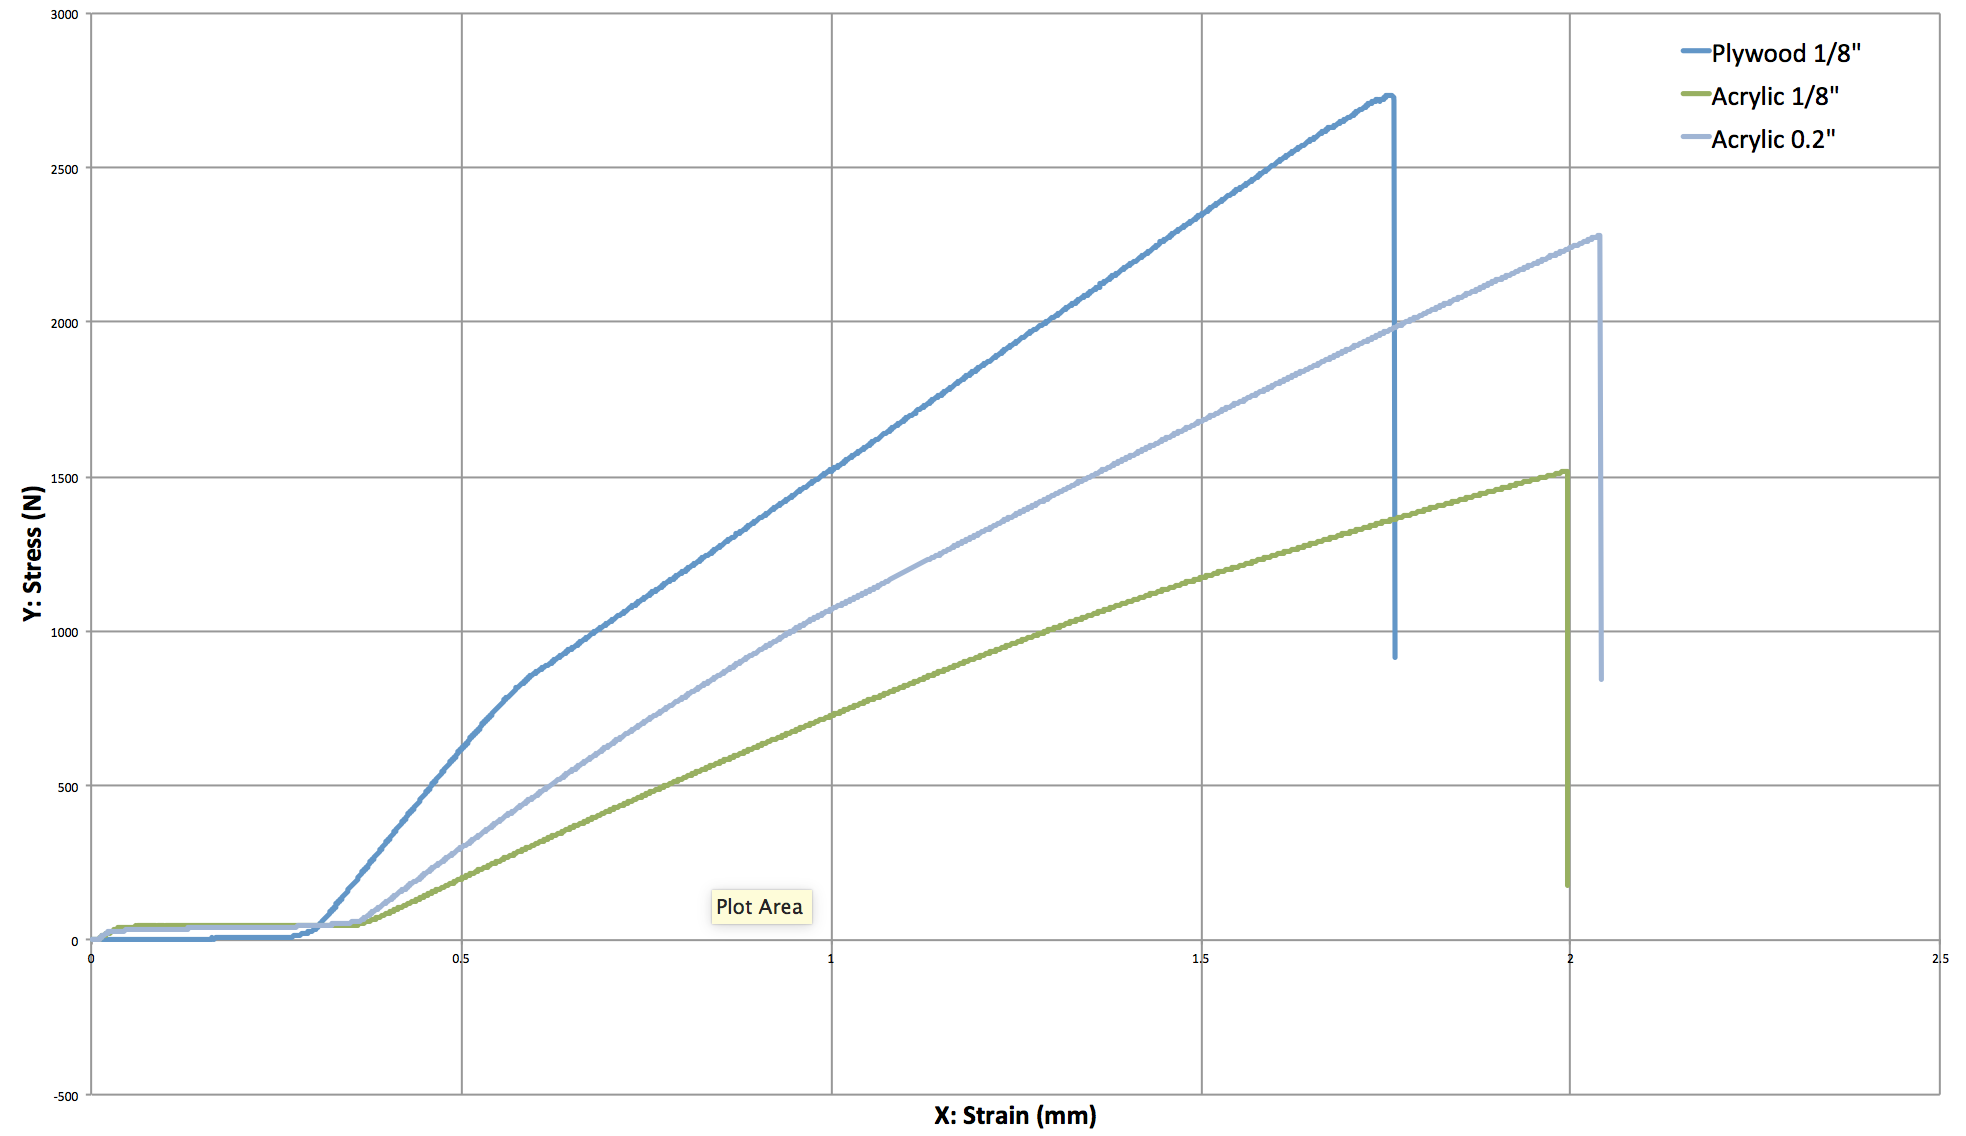 3000
Plywood 1/8"
Acrylic 1/8"
Acrylic 0.2"
2500
2000
1500
Y: Stress (N)
1000
500
Plot Area
0
0 0.5 1 1.5 2 2.5
-500
X: Strain (mm)